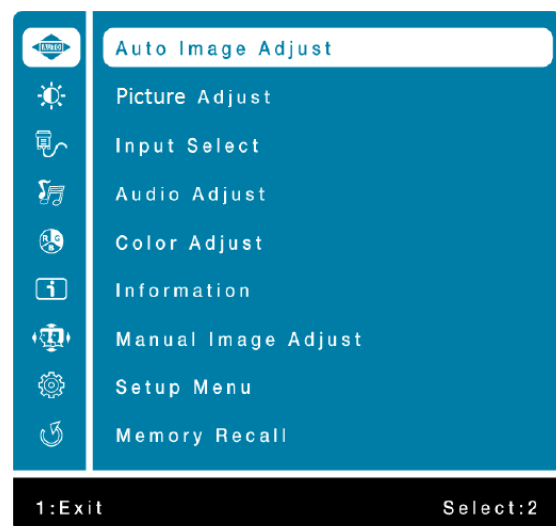 Auto Image Adjust
Picture Adjust
Input Select
Audio Adjust
Color Adjust
Information
Manual Image Adjust
Setup Menu
Memory Recall
1:Exit Select:2